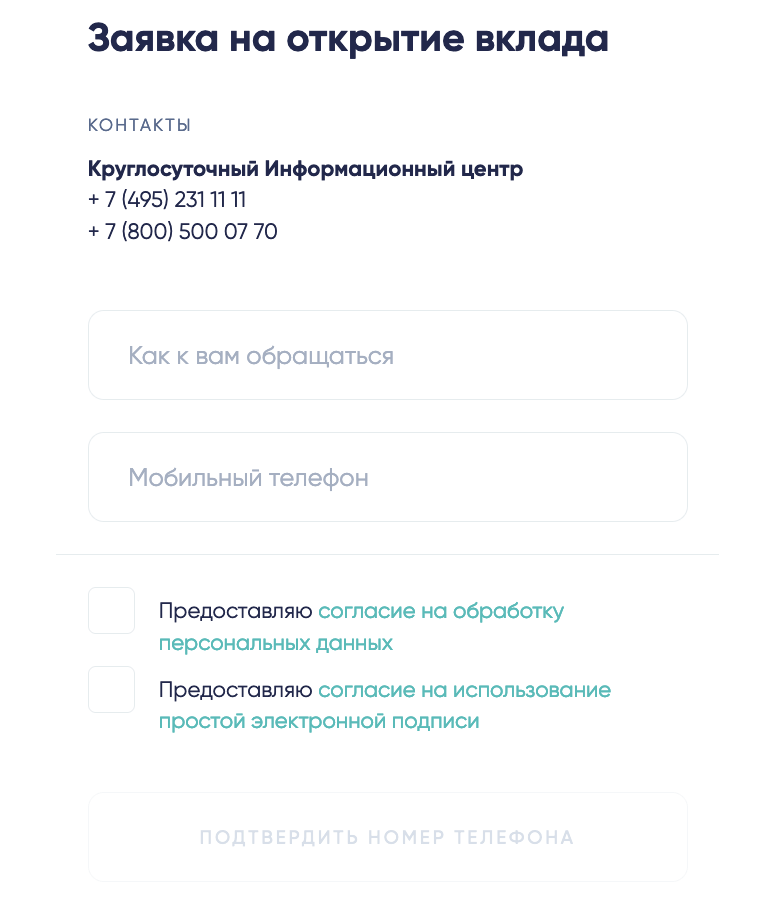 Заявка на открытие вклада
КОНТАКТЫ
Круглосуточный Информационный центр
+ 7 (495) 231 11 11
+ 7 (800) 500 07 70
Как к вам обращаться
Мобильный телефон
Предоставляю согласие на обработку
персональных данных
Предоставляю согласие на использование
простой электронной подписи
ПОДТВЕРДИТЬ НОМЕР ТЕЛЕФОНА